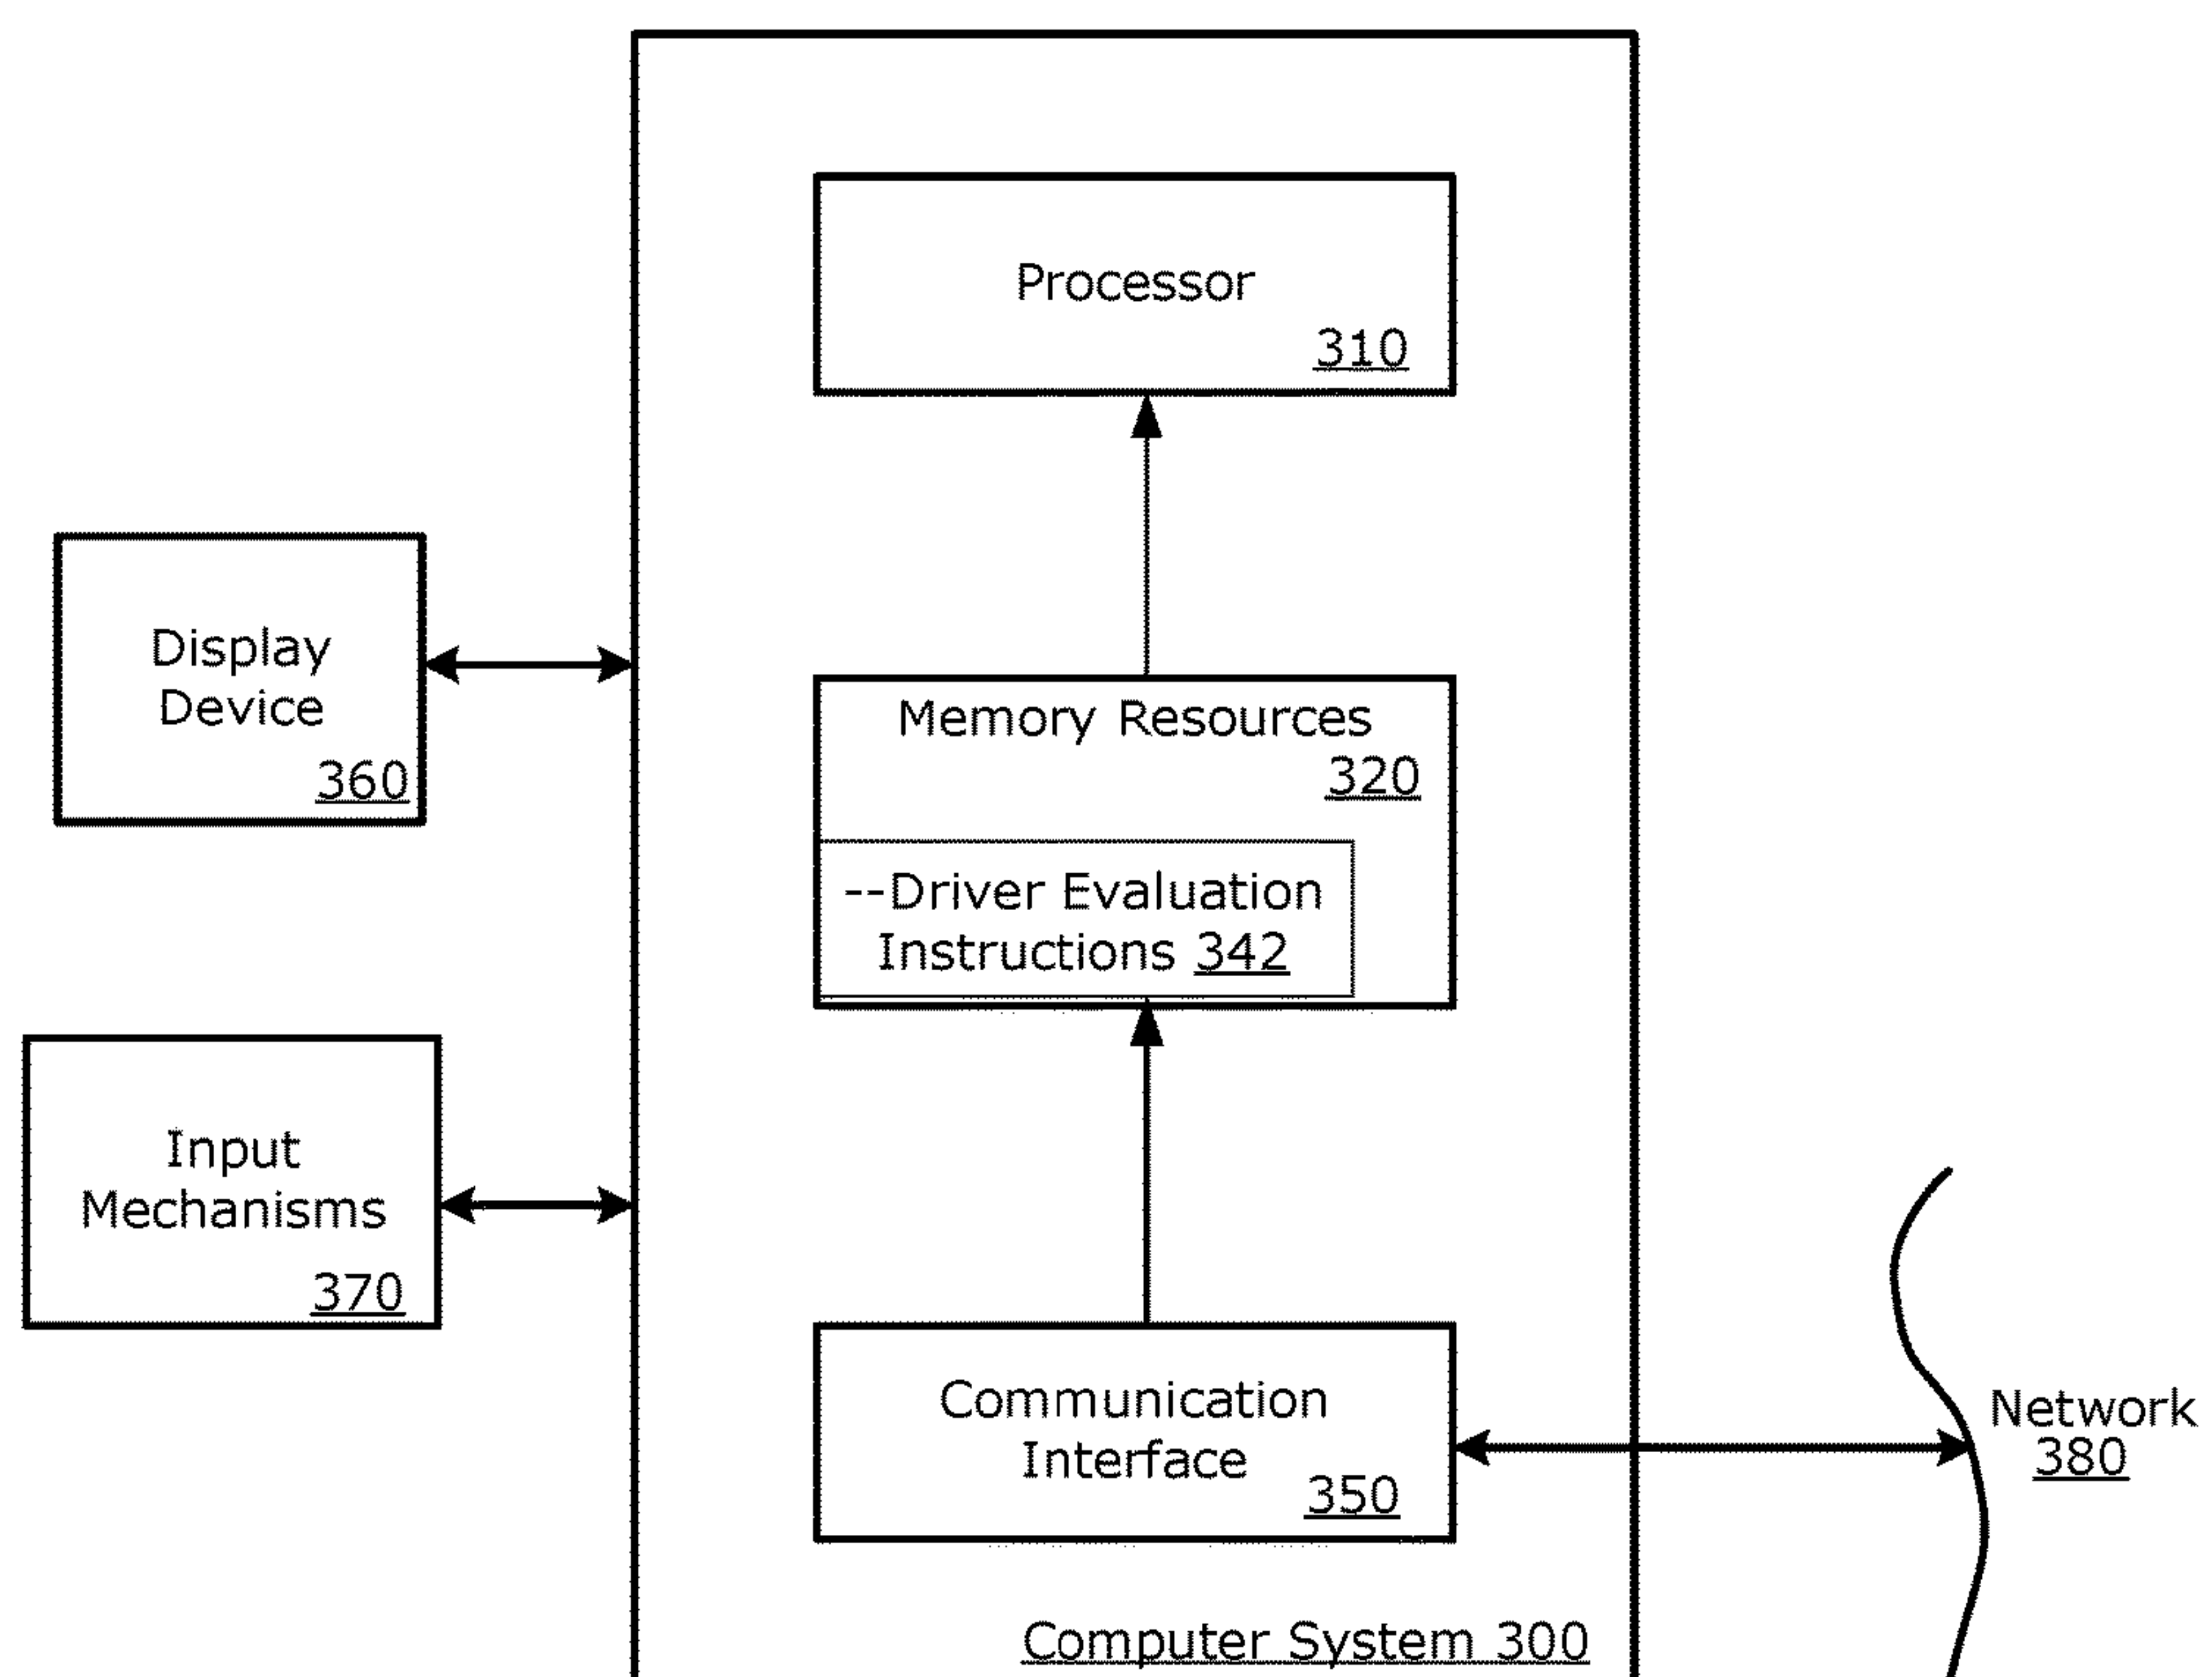 Processor
310
Display
Device
360
Memory Resources
320
--Driver Evaluation
Instructions 342
Input
Mechanisms
370
Communication
Interface
350
Network
380
Computer System 300